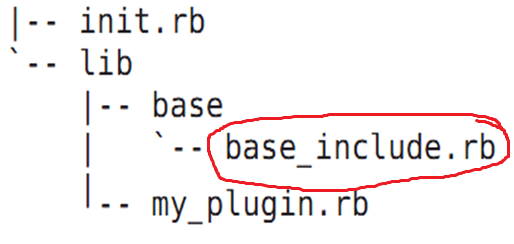 |-- init.rb
`-- lib
    |-- base
    |   `-- base_include.rb
    |-- my_plugin.rb